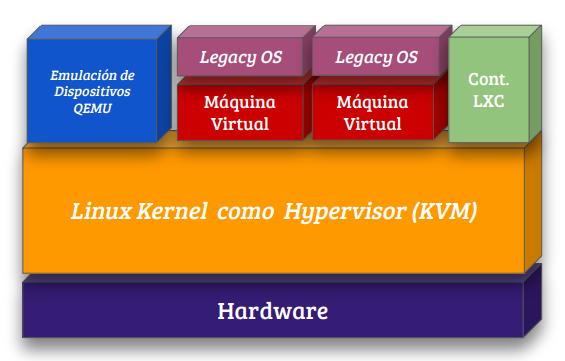 Emulación de
Dispositivos
QEMU
Legacy OS
Legacy OS
Máquina
Virtual
Máquina
Virtual
Cont.
LXC
Linux Kernel como Hypervisor (KVM)
Hardware